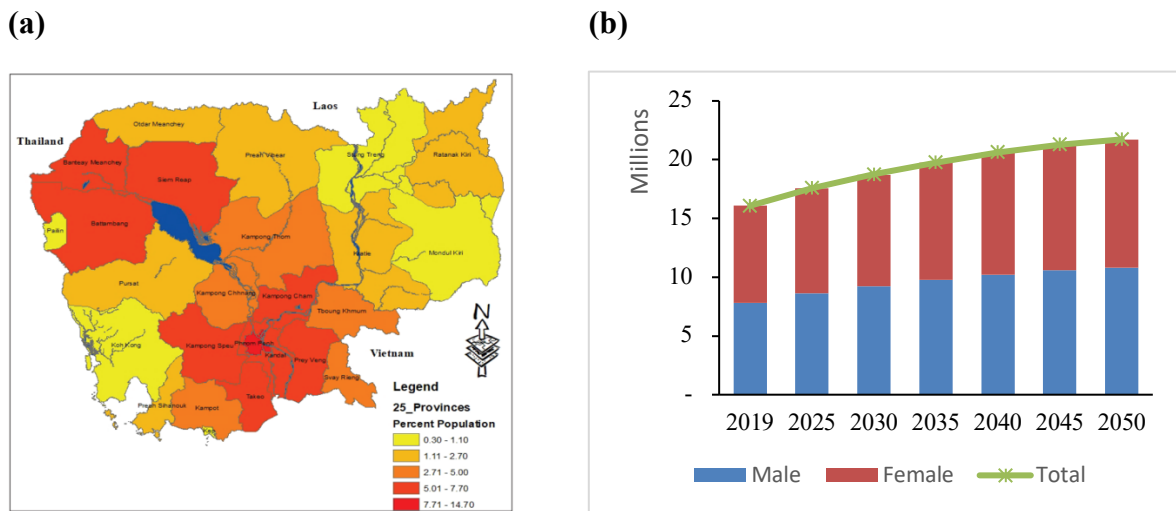 (a)
(b)
Laos
Thailand
Otdar Meanchey
Banteay Meanchey
Siem Reap
Preah Vibear
Stung Treng
Ratanak Kiri
Battambang
Pailin
Kampong Thom
Kratie
Mondul Kiri
Pursat
Kampong Chhnang
Kampong Cham
Tboung Khmum
Koh Kong
Kampong Speu
Phnom Penh
Kandal
Prey Veng
Svay Rieng
Vietnam
N
Preah Sihanouk
Kampot
Takeo
Kep
Legend
25_Provinces
Percent Population
0.30 - 1.10
1.11 - 2.70
2.71 - 5.00
5.01 - 7.70
7.71 - 14.70
Millions
25
20
15
10
5
-
2019 2025 2030 2035 2040 2045 2050
Male Female Total